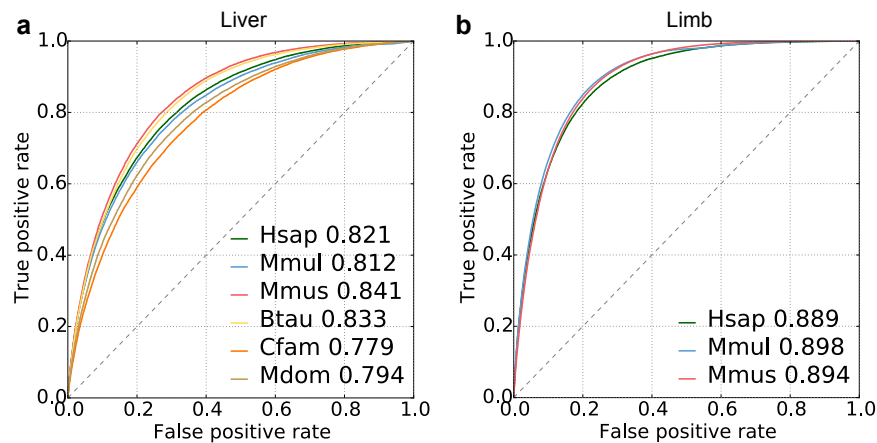 a
Liver
1.0
0.8
0.6
0.4
0.2
0.0
True positive rate
Hsap 0.821
Mmul 0.812
Mmus 0.841
Btau 0.833
Cfam 0.779
Mdom 0.794
0.0 0.2 0.4 0.6 0.8 1.0
False positive rate
b
Limb
1.0
0.8
0.6
0.4
0.2
0.0
True positive rate
Hsap 0.889
Mmul 0.898
Mmus 0.894
0.0 0.2 0.4 0.6 0.8 1.0
False positive rate